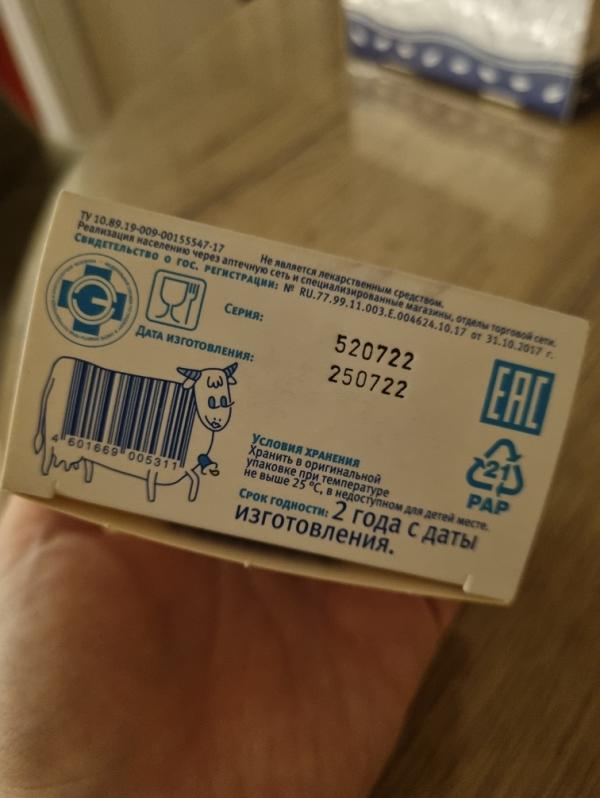 ТУ 10.89.19-009-00155547-17 Не является лекарственным средством.
Реализация населению через аптечную сеть и специализированные магазины, отделы торговой сети.
Свидетельство о гос. регистрации: № RU.77.99.11.003.Е.004624.10.17 от 31.10.2017 г.
Серия:
520722
Дата изготовления:
250722
EAC
4 601669 005311
Условия хранения
Хранить в оригинальной
упаковке при температуре
не выше 25 °С, в недоступном для детей месте.
Срок годности: 2 года с даты
изготовления.
21
PAP